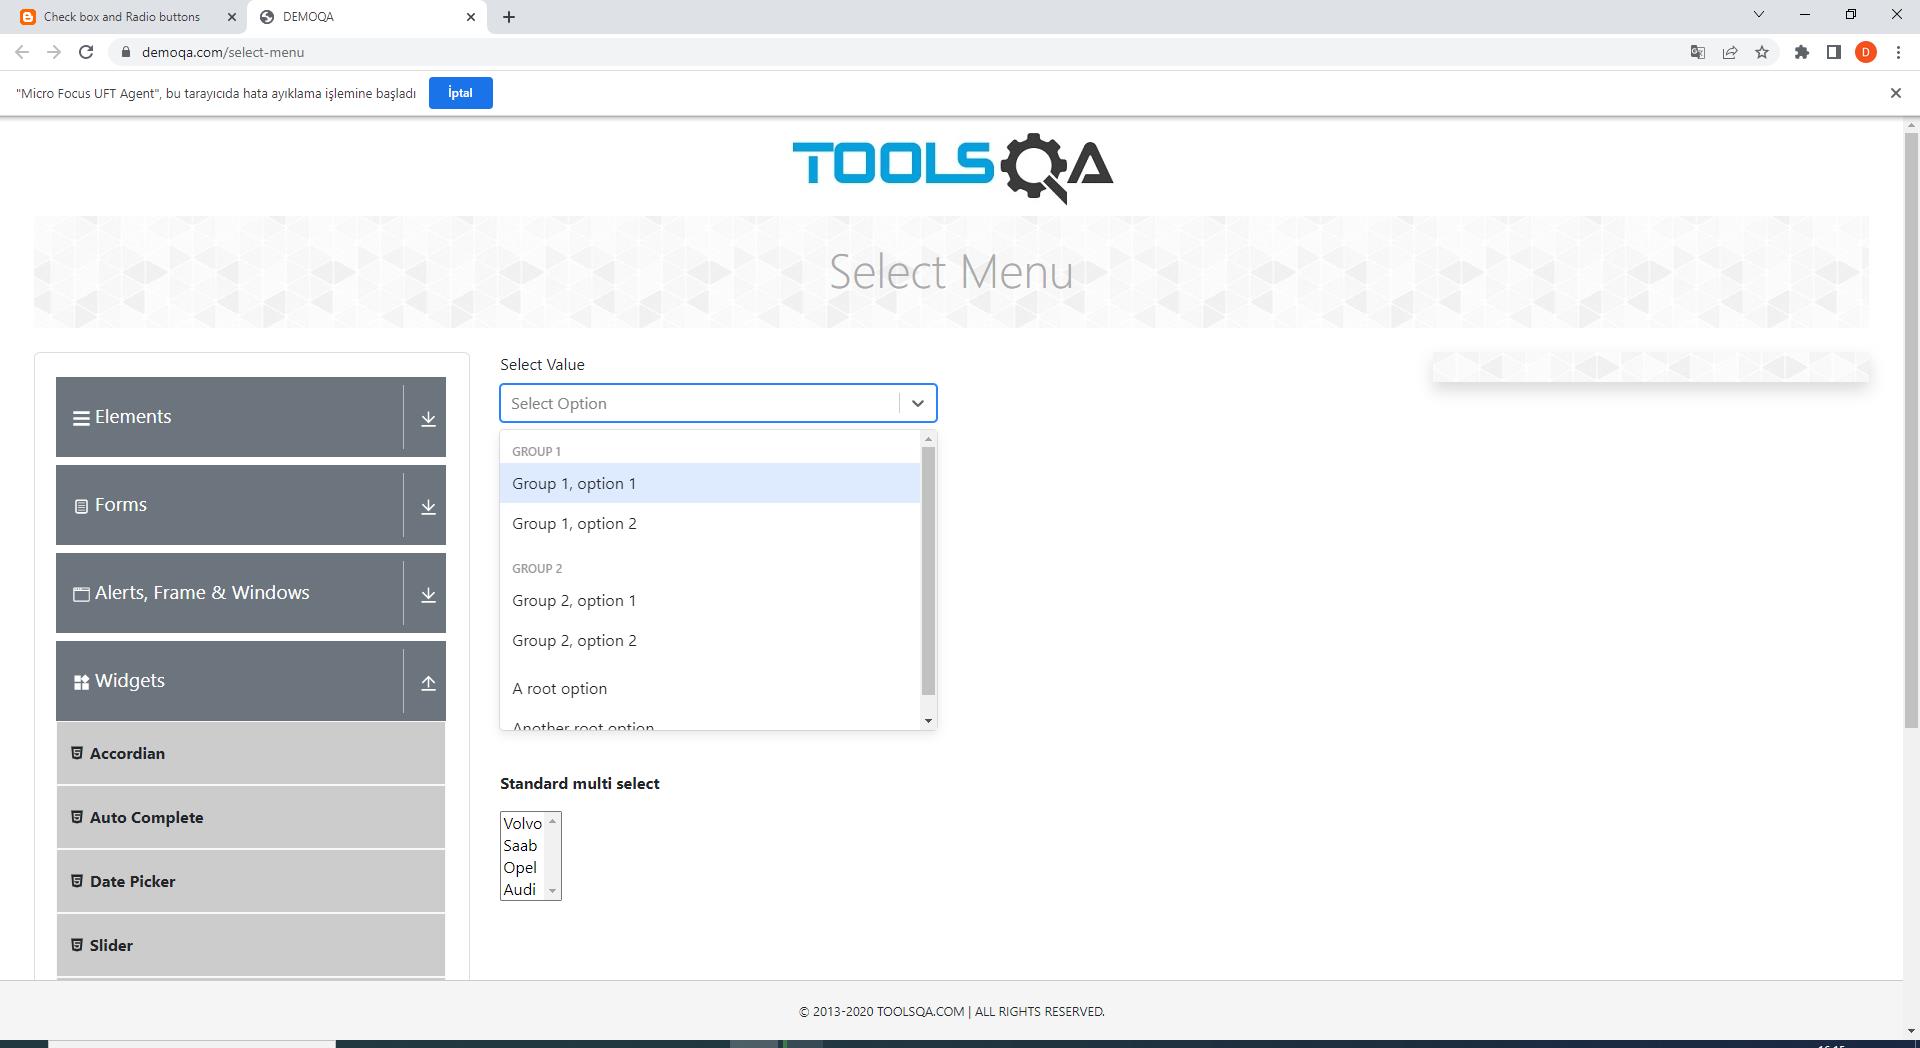 Check box and Radio buttons
DEMOQA
demoqa.com/select-menu
D
"Micro Focus UFT Agent", bu tarayıcıda hata ayıklama işlemine başladı
İptal
TOOLSQA
Select Menu
Elements
Forms
Alerts, Frame & Windows
Widgets
Accordian
Auto Complete
Date Picker
Slider
Select Value
Select Option
GROUP 1
Group 1, option 1
Group 1, option 2
GROUP 2
Group 2, option 1
Group 2, option 2
A root option
Another root option
Standard multi select
Volvo
Saab
Opel
Audi
© 2013-2020 TOOLSQA.COM | ALL RIGHTS RESERVED.